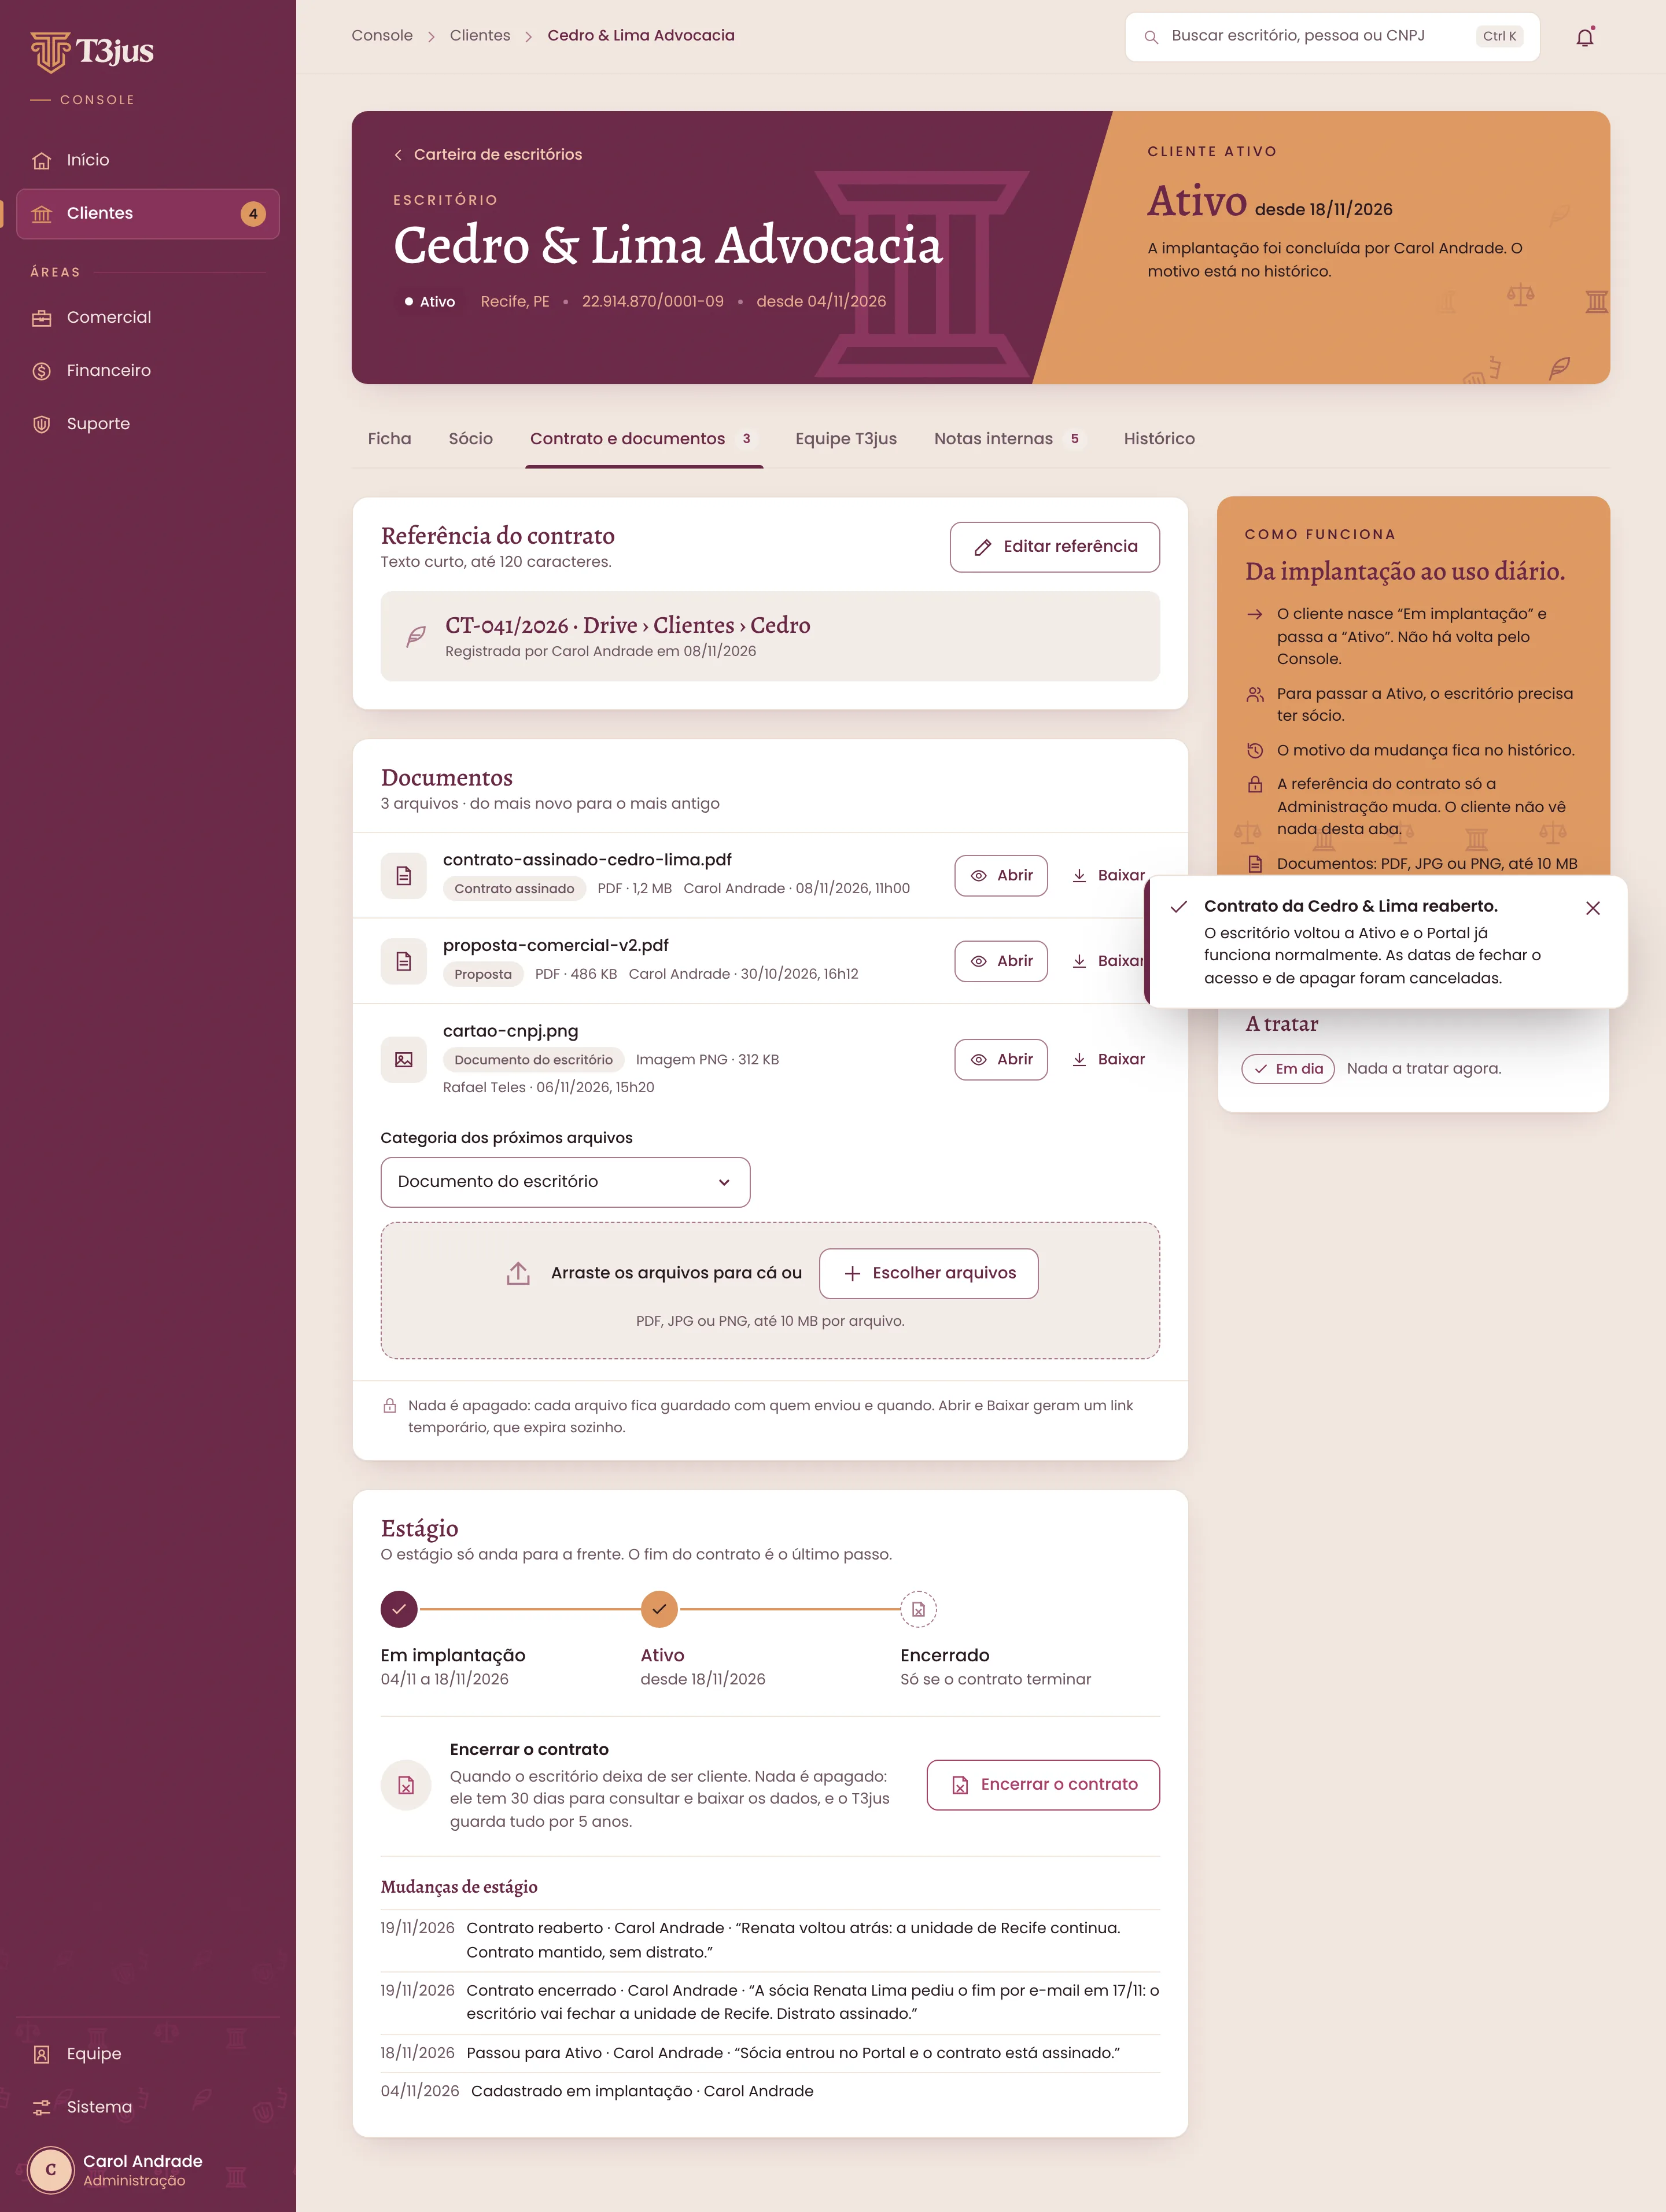 T3jus
CONSOLE
Início
Clientes
4
ÁREAS
Comercial
Financeiro
Suporte
Equipe
Sistema
C
Carol Andrade
Administração
Console
Clientes
Cedro & Lima Advocacia
Buscar escritório, pessoa ou CNPJ
Ctrl K
Carteira de escritórios
ESCRITÓRIO
Cedro & Lima Advocacia
Ativo
Recife, PE • 22.914.870/0001-09 • desde 04/11/2026
CLIENTE ATIVO
Ativo desde 18/11/2026
A implantação foi concluída por Carol Andrade. O
motivo está no histórico.
Ficha
Sócio
Contrato e documentos 3
Equipe T3jus
Notas internas 5
Histórico
Referência do contrato
Texto curto, até 120 caracteres.
Editar referência
CT-041/2026 · Drive › Clientes › Cedro
Registrada por Carol Andrade em 08/11/2026
Documentos
3 arquivos · do mais novo para o mais antigo
contrato-assinado-cedro-lima.pdf
Contrato assinado PDF · 1,2 MB Carol Andrade · 08/11/2026, 11h00
Abrir
Baixar
proposta-comercial-v2.pdf
Proposta PDF · 486 KB Carol Andrade · 30/10/2026, 16h12
Abrir
Baixar
cartao-cnpj.png
Documento do escritório Imagem PNG · 312 KB
Rafael Teles · 06/11/2026, 15h20
Abrir
Baixar
Categoria dos próximos arquivos
Documento do escritório
Arraste os arquivos para cá ou
Escolher arquivos
PDF, JPG ou PNG, até 10 MB por arquivo.
Nada é apagado: cada arquivo fica guardado com quem enviou e quando. Abrir e Baixar geram um link
temporário, que expira sozinho.
Estágio
O estágio só anda para a frente. O fim do contrato é o último passo.
Em implantação
04/11 a 18/11/2026
Ativo
desde 18/11/2026
Encerrado
Só se o contrato terminar
Encerrar o contrato
Quando o escritório deixa de ser cliente. Nada é apagado:
ele tem 30 dias para consultar e baixar os dados, e o T3jus
guarda tudo por 5 anos.
Encerrar o contrato
Mudanças de estágio
19/11/2026 Contrato reaberto · Carol Andrade · “Renata voltou atrás: a unidade de Recife continua.
Contrato mantido, sem distrato.”
19/11/2026 Contrato encerrado · Carol Andrade · “A sócia Renata Lima pediu o fim por e-mail em 17/11: o
escritório vai fechar a unidade de Recife. Distrato assinado.”
18/11/2026 Passou para Ativo · Carol Andrade · “Sócia entrou no Portal e o contrato está assinado.”
04/11/2026 Cadastrado em implantação · Carol Andrade
COMO FUNCIONA
Da implantação ao uso diário.
O cliente nasce “Em implantação” e
passa a “Ativo”. Não há volta pelo
Console.
Para passar a Ativo, o escritório precisa
ter sócio.
O motivo da mudança fica no histórico.
A referência do contrato só a
Administração muda. O cliente não vê
nada desta aba.
Documentos: PDF, JPG ou PNG, até 10 MB
Contrato da Cedro & Lima reaberto.
O escritório voltou a Ativo e o Portal já
funciona normalmente. As datas de fechar o
acesso e de apagar foram canceladas.
A tratar
Em dia
Nada a tratar agora.